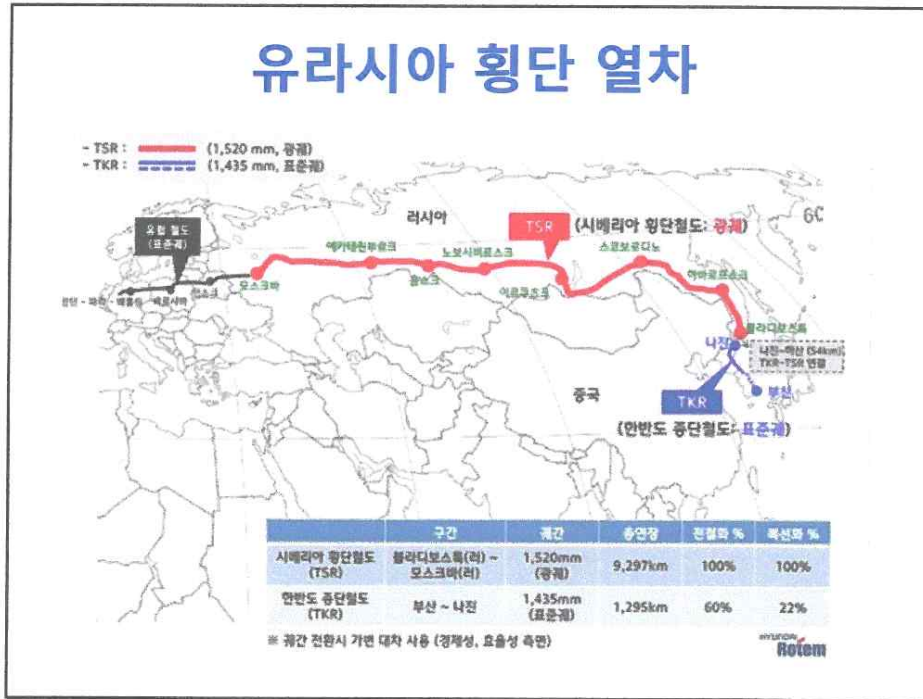 유라시아 횡단 열차
- TSR : (1,520 mm, 광궤)
- TKR : (1,435 mm, 표준궤)
러시아
TSR
(시베리아 횡단철도: 광궤)
유럽 철도
(표준궤)
예카테린부르크
노보시비르스크
스코보로디노
옴스크
이르쿠츠크
하바로프스크
모스크바
블라디보스톡
나진
나진~하산 (54km),
TKR-TSR 연결
부산
중국
TKR
(한반도 종단철도: 표준궤)
구간 궤간 총연장 전철화 % 복선화 %
시베리아 횡단철도
(TSR)
블라디보스톡(러) ~
모스크바(러)
1,520mm
(광궤)
9,297km 100% 100%
한반도 종단철도
(TKR)
부산 ~ 나진
1,435mm
(표준궤)
1,295km 60% 22%
※ 궤간 전환시 가변 대차 사용 (경제성, 효율성 측면)
HYUNDAI
Rotem